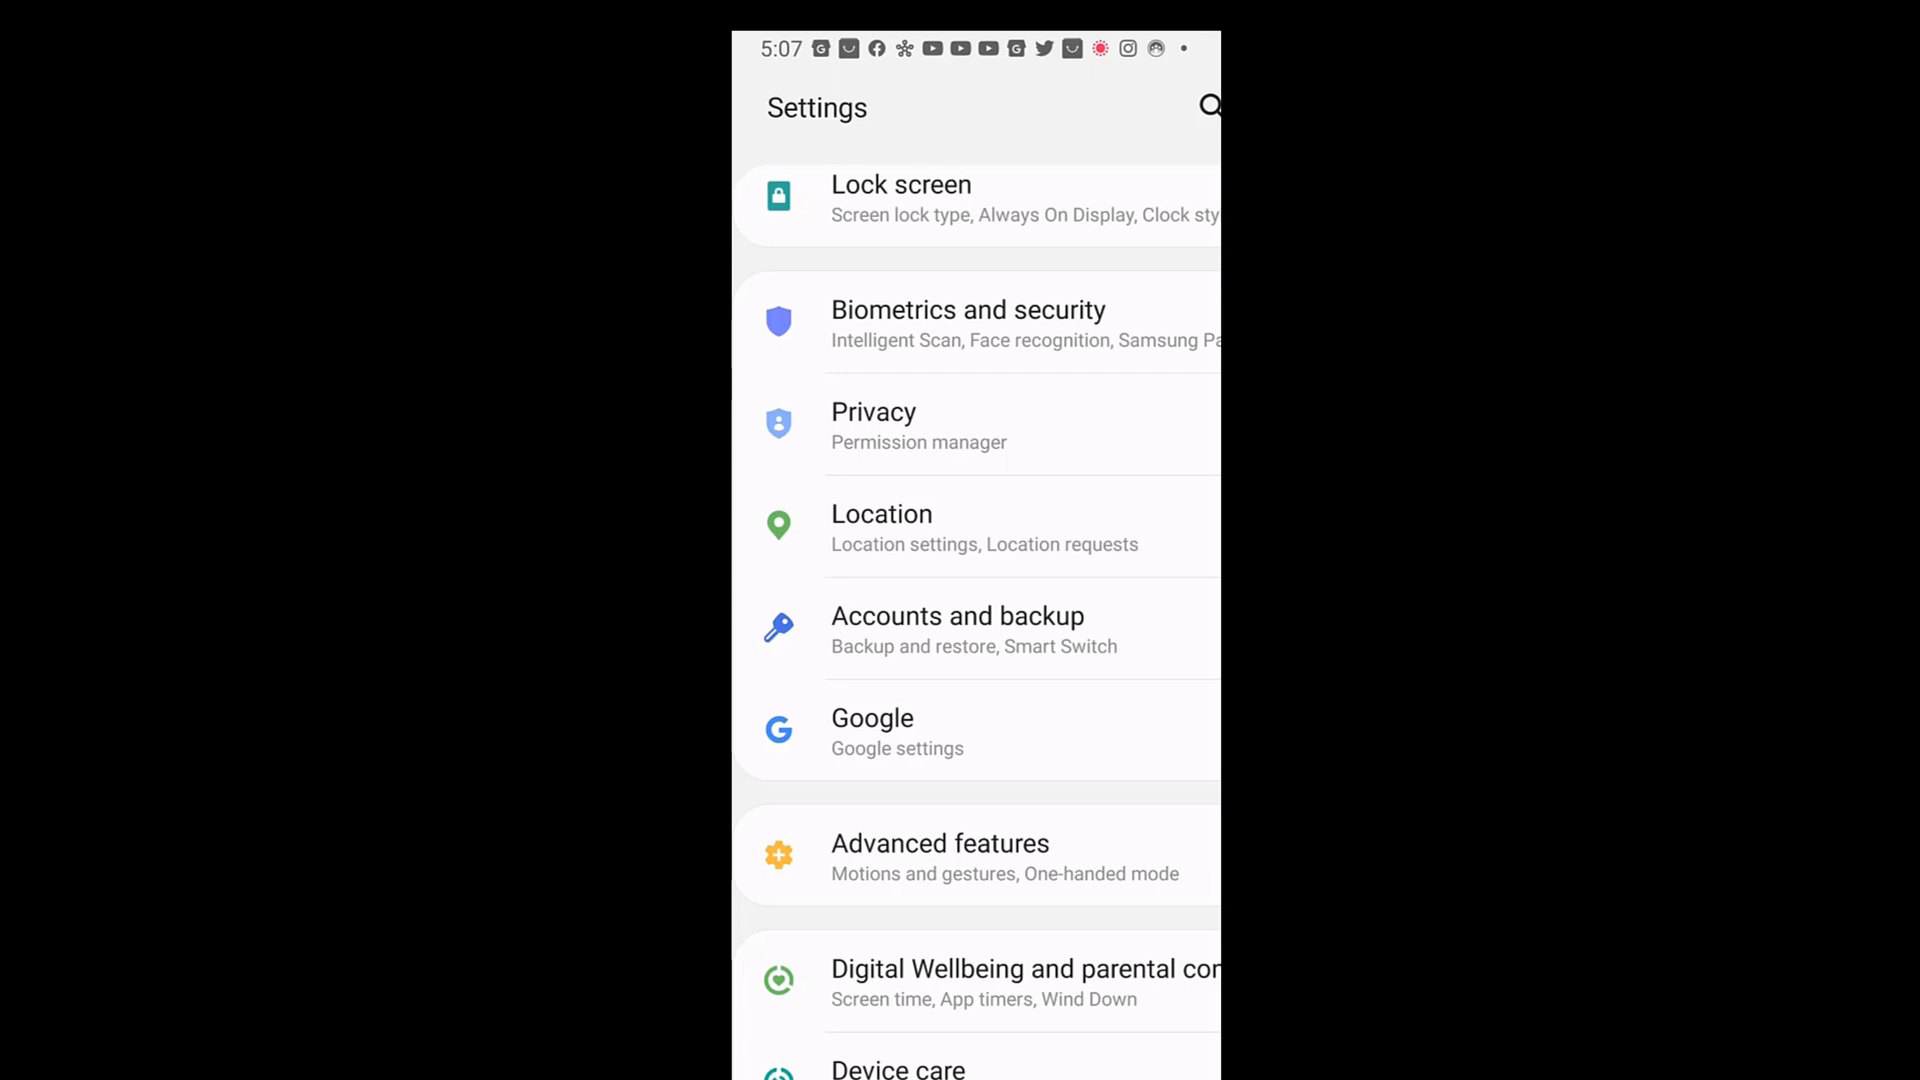 5:07
Settings
Lock screen
Screen lock type, Always On Display, Clock sty
Biometrics and security
Intelligent Scan, Face recognition, Samsung Pa
Privacy
Permission manager
Location
Location settings, Location requests
Accounts and backup
Backup and restore, Smart Switch
Google
Google settings
Advanced features
Motions and gestures, One-handed mode
Digital Wellbeing and parental con
Screen time, App timers, Wind Down
Device care